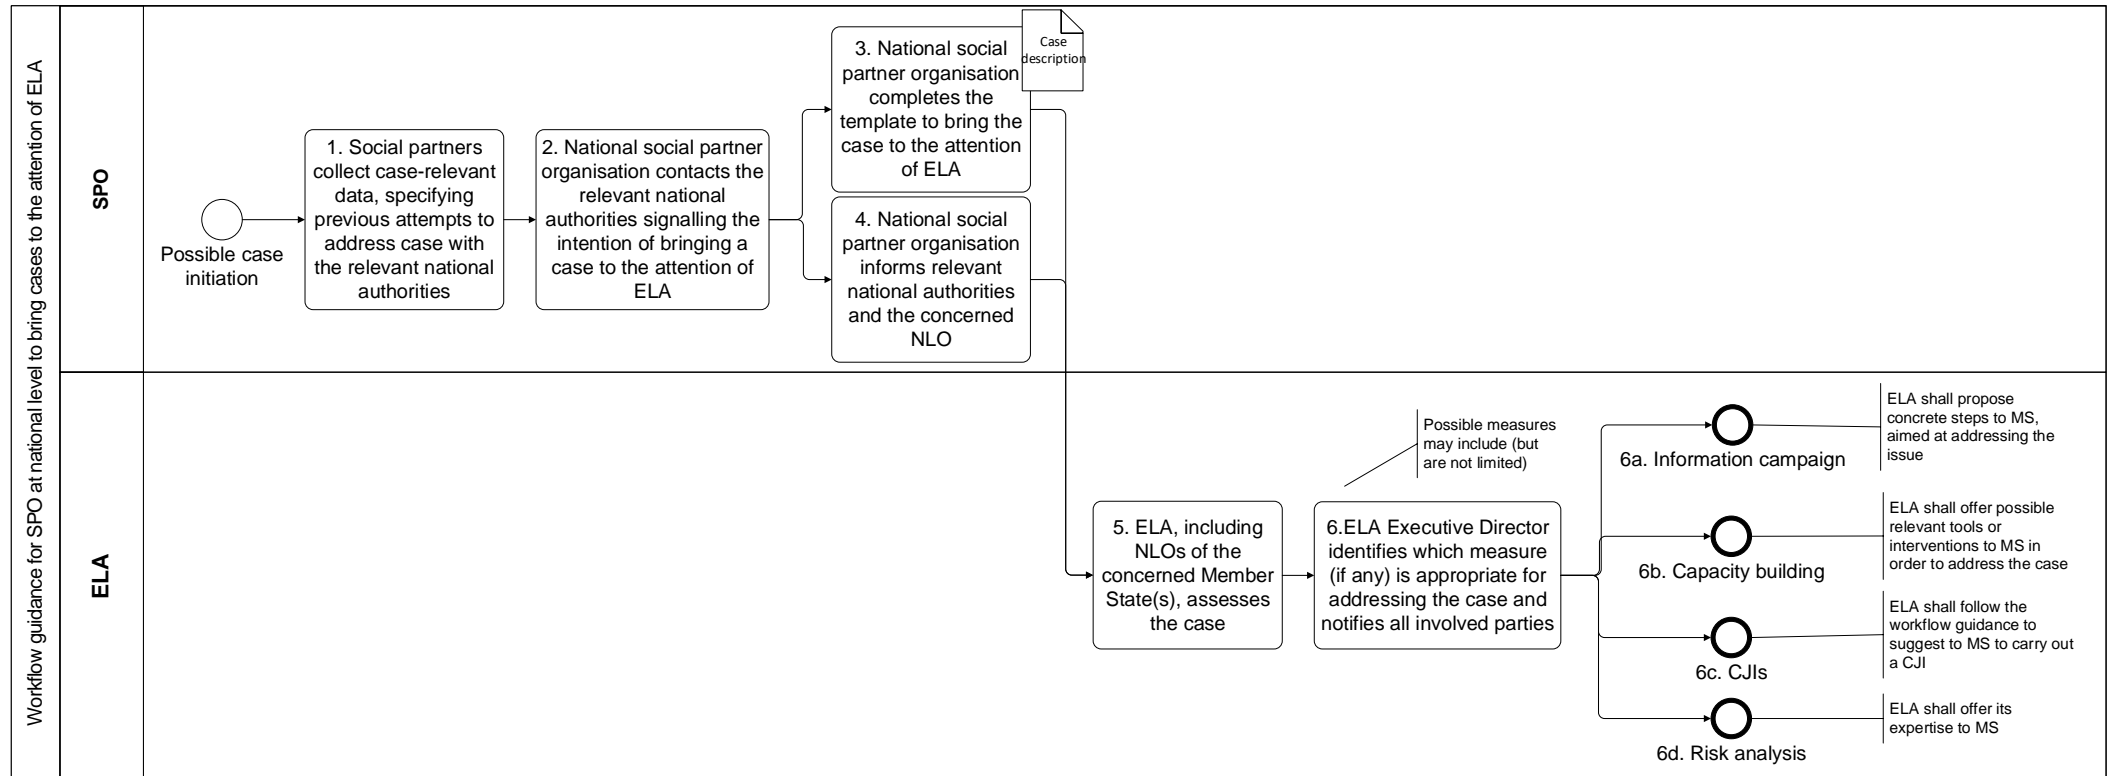 Workflow guidance for SPO at national level to bring cases to the attention of ELA
SPO
Possible case
initiation
1. Social partners
collect case-relevant
data, specifying
previous attempts to
address case with
the relevant national
authorities
2. National social partner
organisation contacts the
relevant national
authorities signalling the
intention of bringing a
case to the attention of
ELA
3. National social
partner organisation
completes the
template to bring the
case to the attention
of ELA
Case
description
4. National social
partner organisation
informs relevant
national authorities
and the concerned
NLO
ELA
5. ELA, including
NLOs of the
concerned Member
State(s), assesses
the case
6.ELA Executive Director
identifies which measure
(if any) is appropriate for
addressing the case and
notifies all involved parties
Possible measures
may include (but
are not limited)
6a. Information campaign
ELA shall propose
concrete steps to MS,
aimed at addressing the
issue
6b. Capacity building
ELA shall offer possible
relevant tools or
interventions to MS in
order to address the case
6c. CJIs
ELA shall follow the
workflow guidance to
suggest to MS to carry out
a CJI
6d. Risk analysis
ELA shall offer its
expertise to MS